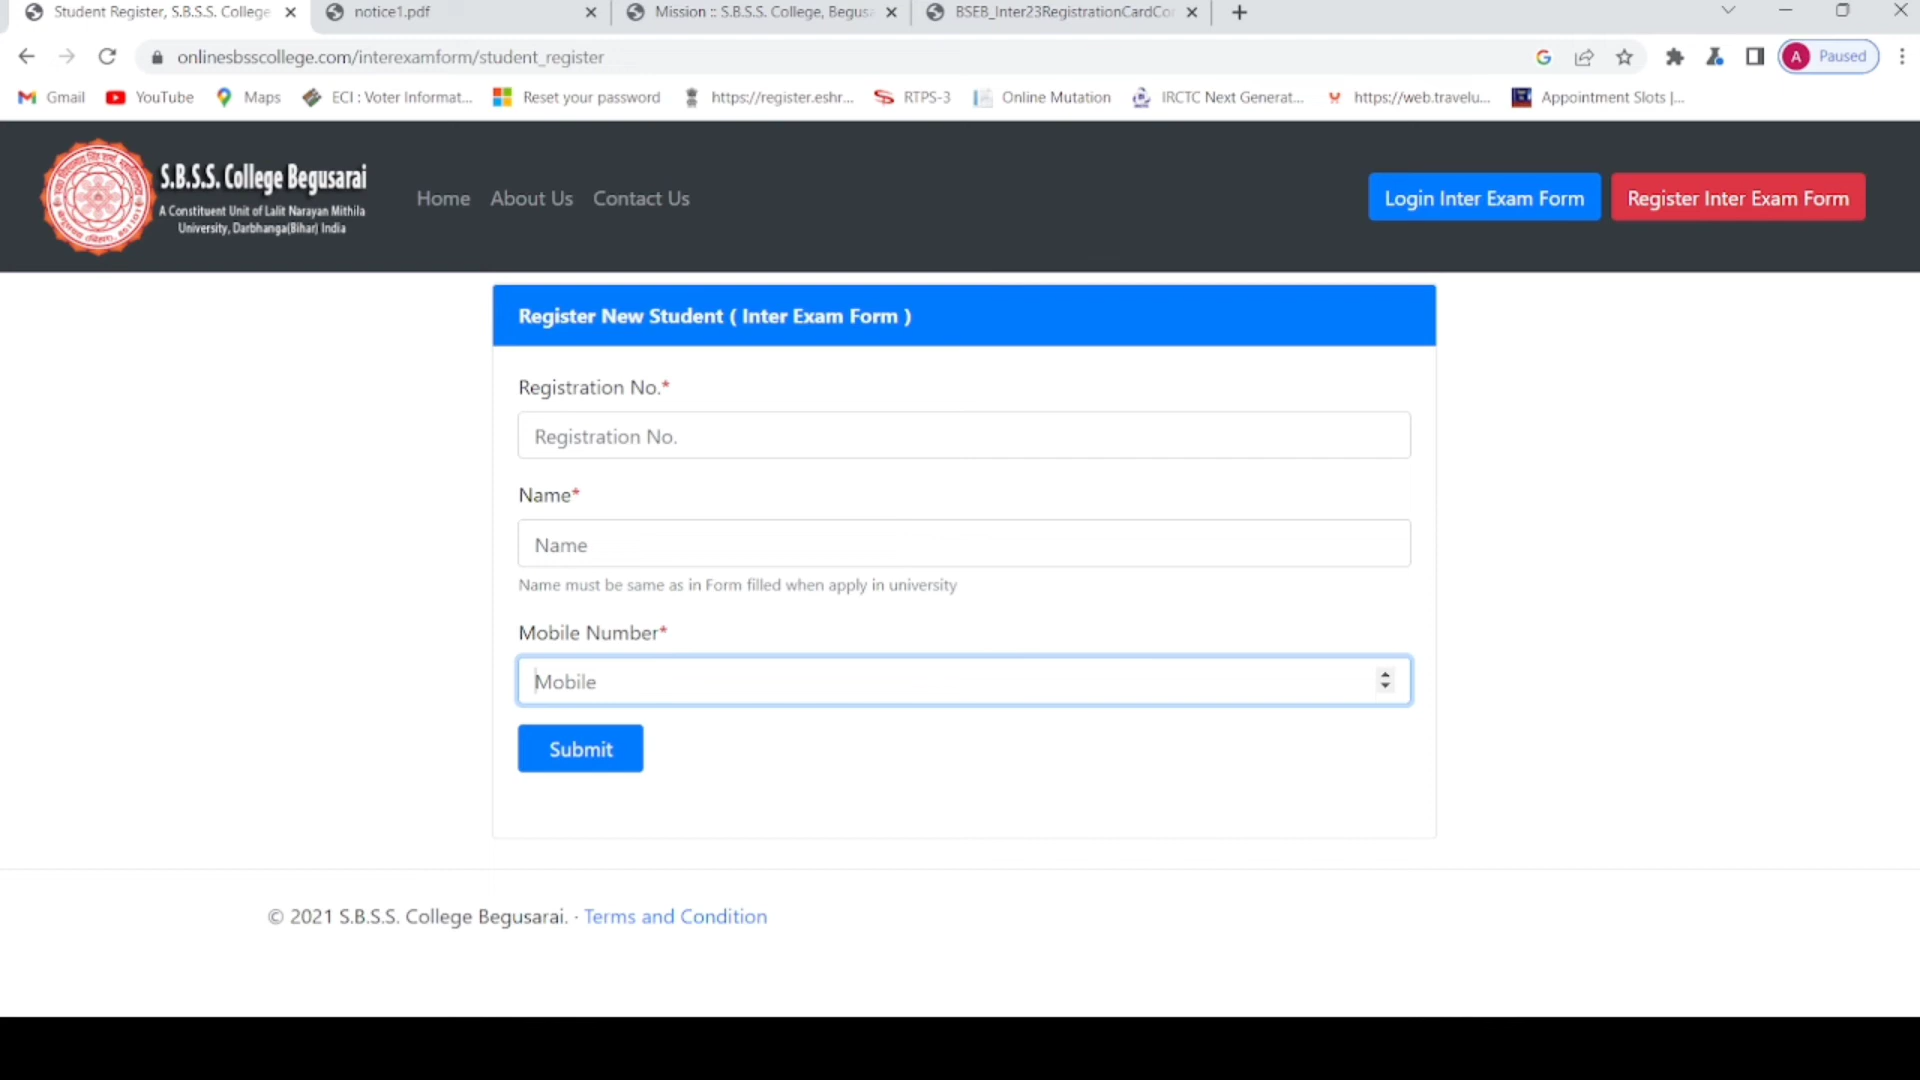 Student Register, S.B.S.S. College
notice1.pdf
Mission :: S.B.S.S. College, Begus
BSEB_Inter23RegistrationCardCo
onlinesbsscollege.com/interexamform/student_register
A Paused
Gmail
YouTube
Maps
ECI : Voter Informat...
Reset your password
https://register.eshr...
RTPS-3
Online Mutation
IRCTC Next Generat...
https://web.travelu...
Appointment Slots |...
S.B.S.S. College Begusarai
A Constituent Unit of Lalit Narayan Mithila
University, Darbhanga(Bihar) India
Home About Us Contact Us
Login Inter Exam Form
Register Inter Exam Form
Register New Student ( Inter Exam Form )
Registration No.*
Registration No.
Name*
Name
Name must be same as in Form filled when apply in university
Mobile Number*
Mobile
Submit
© 2021 S.B.S.S. College Begusarai. · Terms and Condition